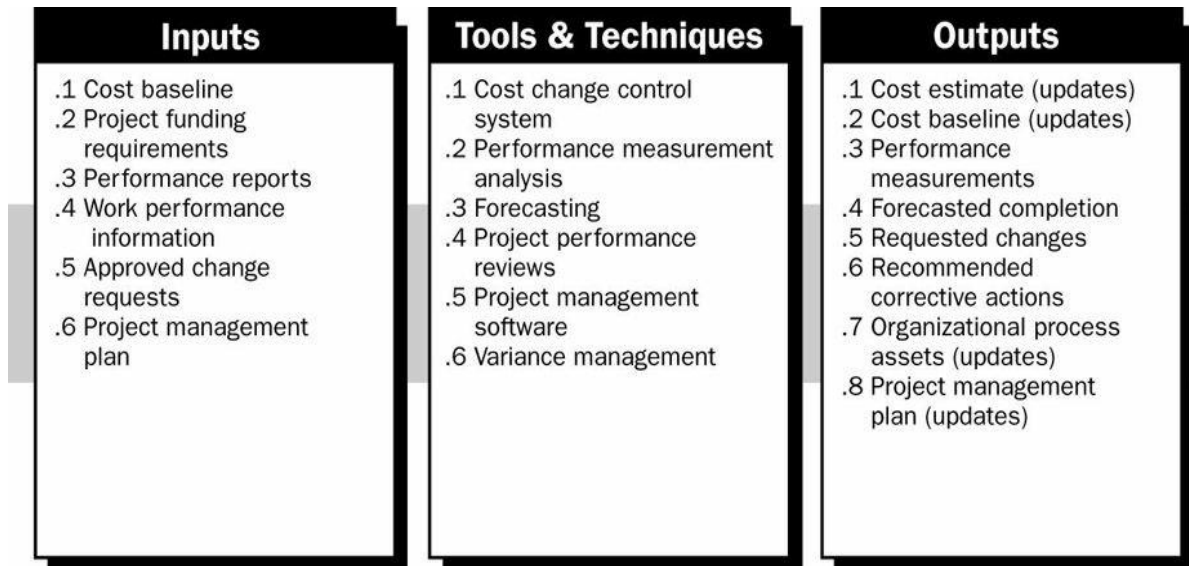 Inputs
.1 Cost baseline
.2 Project funding
requirements
.3 Performance reports
.4 Work performance
information
.5 Approved change
requests
.6 Project management
plan
Tools & Techniques
.1 Cost change control
system
.2 Performance measurement
analysis
.3 Forecasting
.4 Project performance
reviews
.5 Project management
software
.6 Variance management
Outputs
.1 Cost estimate (updates)
.2 Cost baseline (updates)
.3 Performance
measurements
.4 Forecasted completion
.5 Requested changes
.6 Recommended
corrective actions
.7 Organizational process
assets (updates)
.8 Project management
plan (updates)